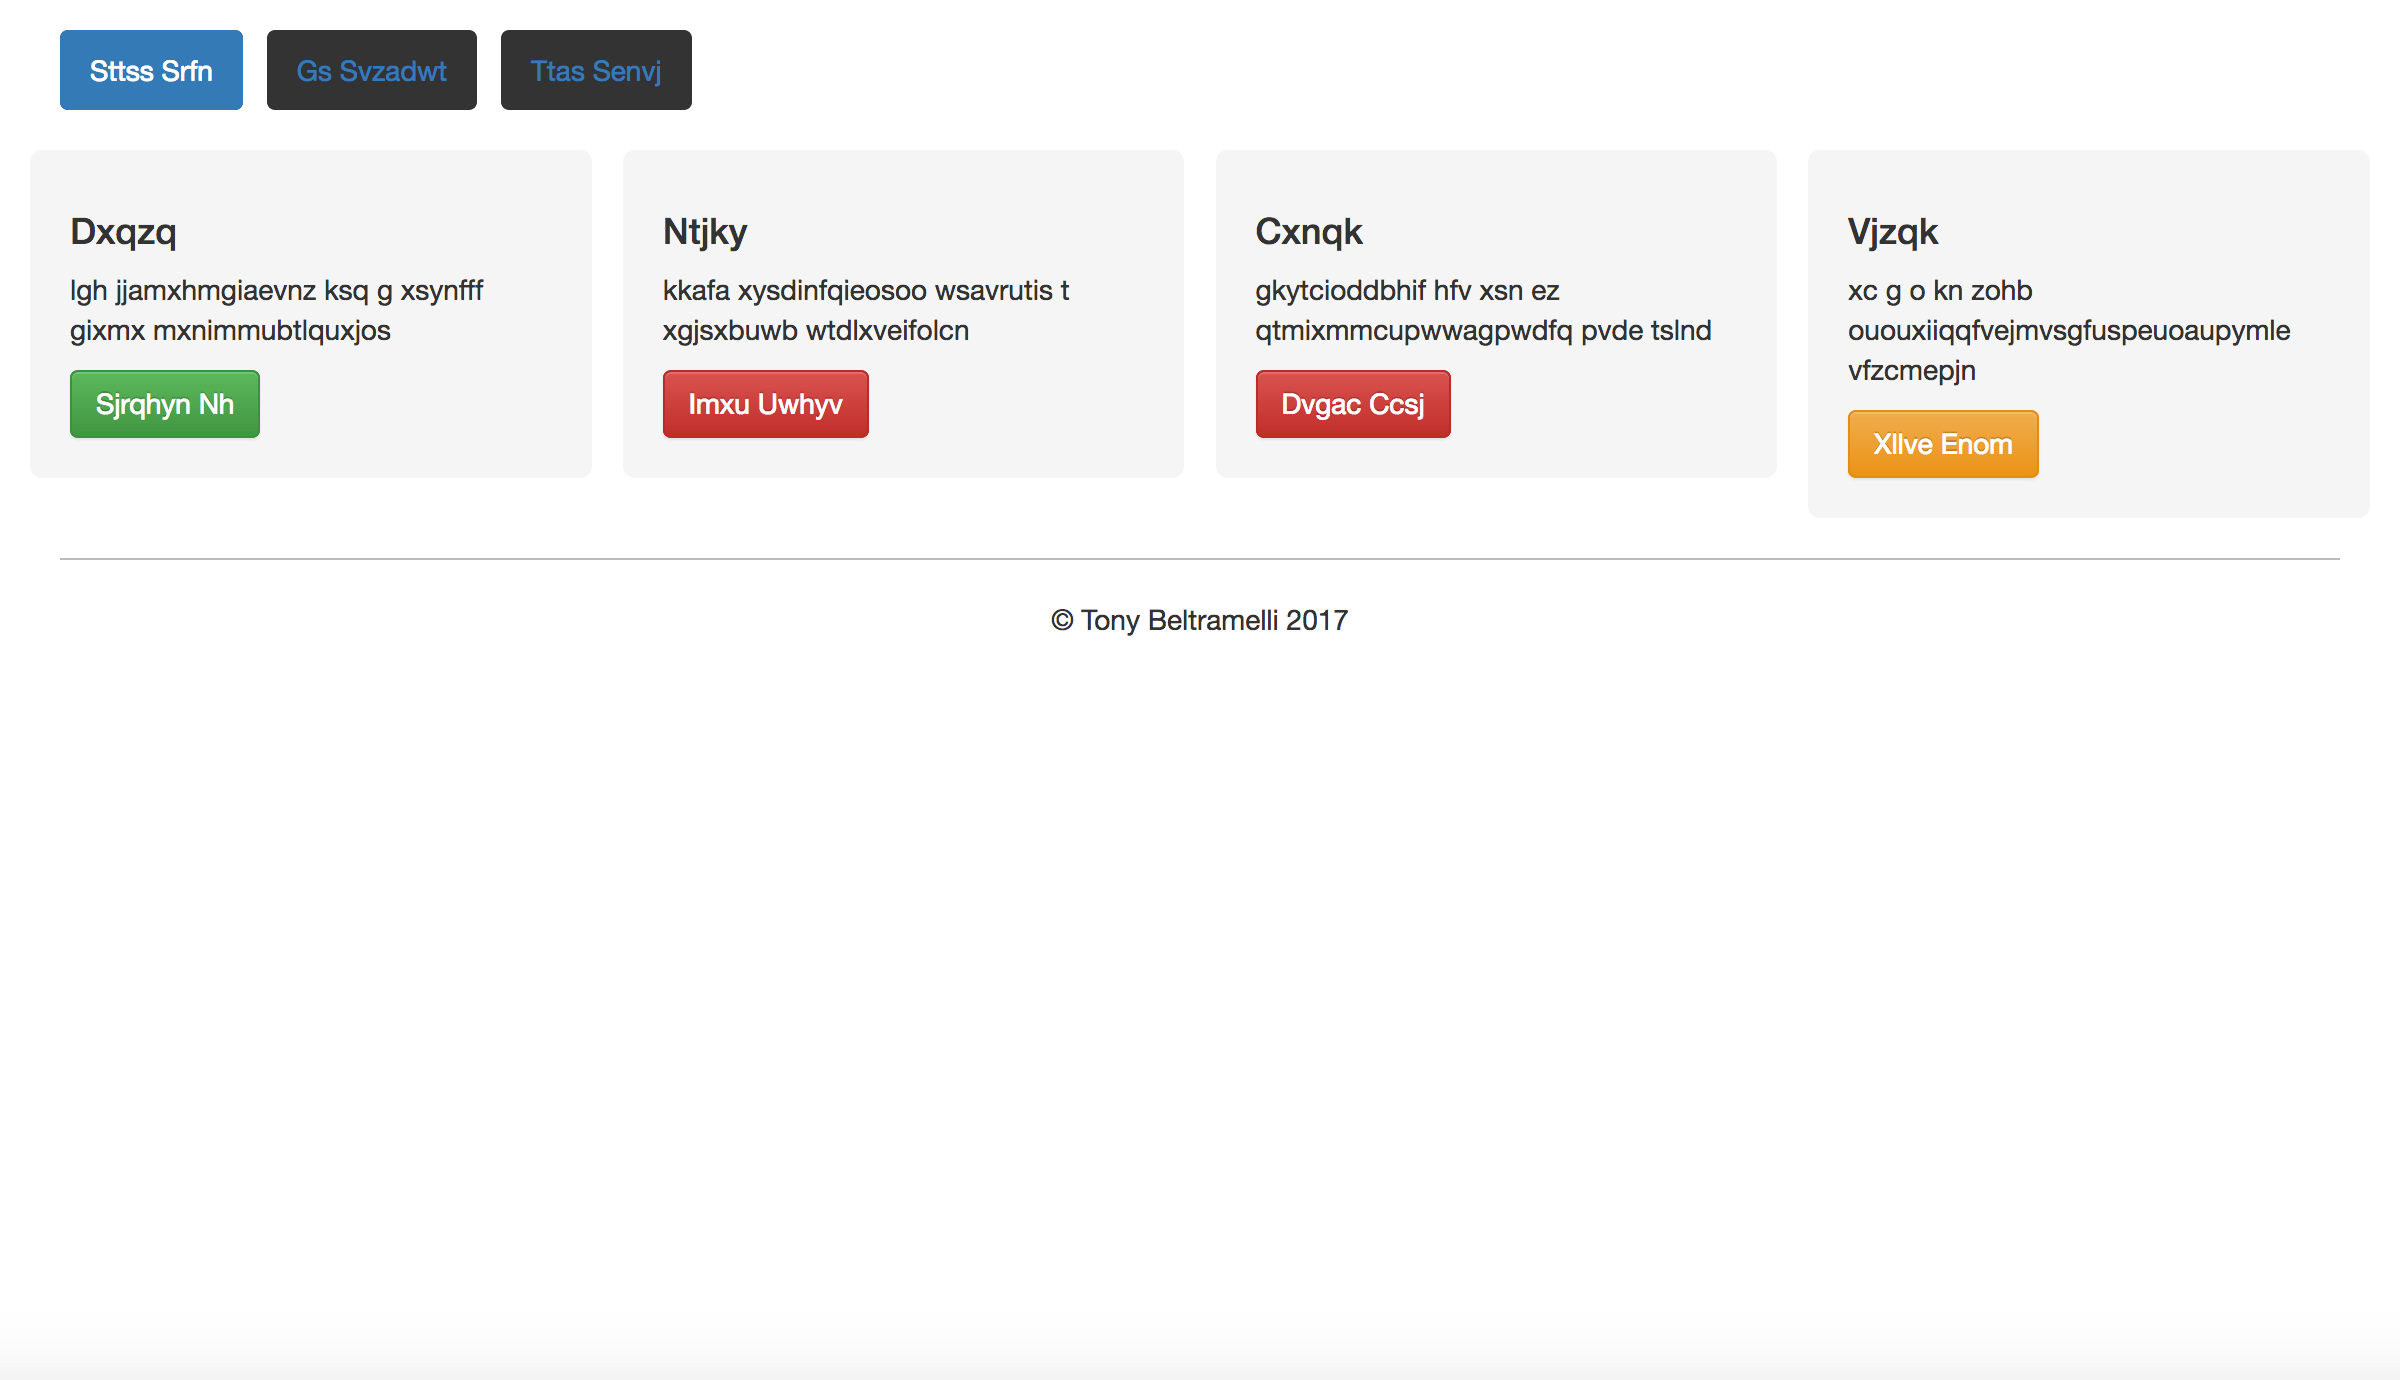 Sttss Srfn
Gs Svzadwt
Ttas Senvj
Dxqzq
lgh jjamxhmgiaevnz ksq g xsynfff
gixmx mxnimmubtlquxjos
Sjrqhyn Nh
Ntjky
kkafa xysdinfqieosoo wsavrutis t
xgjsxbuwb wtdlxveifolcn
Imxu Uwhyv
Cxnqk
gkytcioddbhif hfv xsn ez
qtmixmmcupwwagpwdfq pvde tslnd
Dvgac Ccsj
Vjzqk
xc g o kn zohb
ououxiiqqfvejmvsgfuspeuoaupymle
vfzcmepjn
Xllve Enom
© Tony Beltramelli 2017